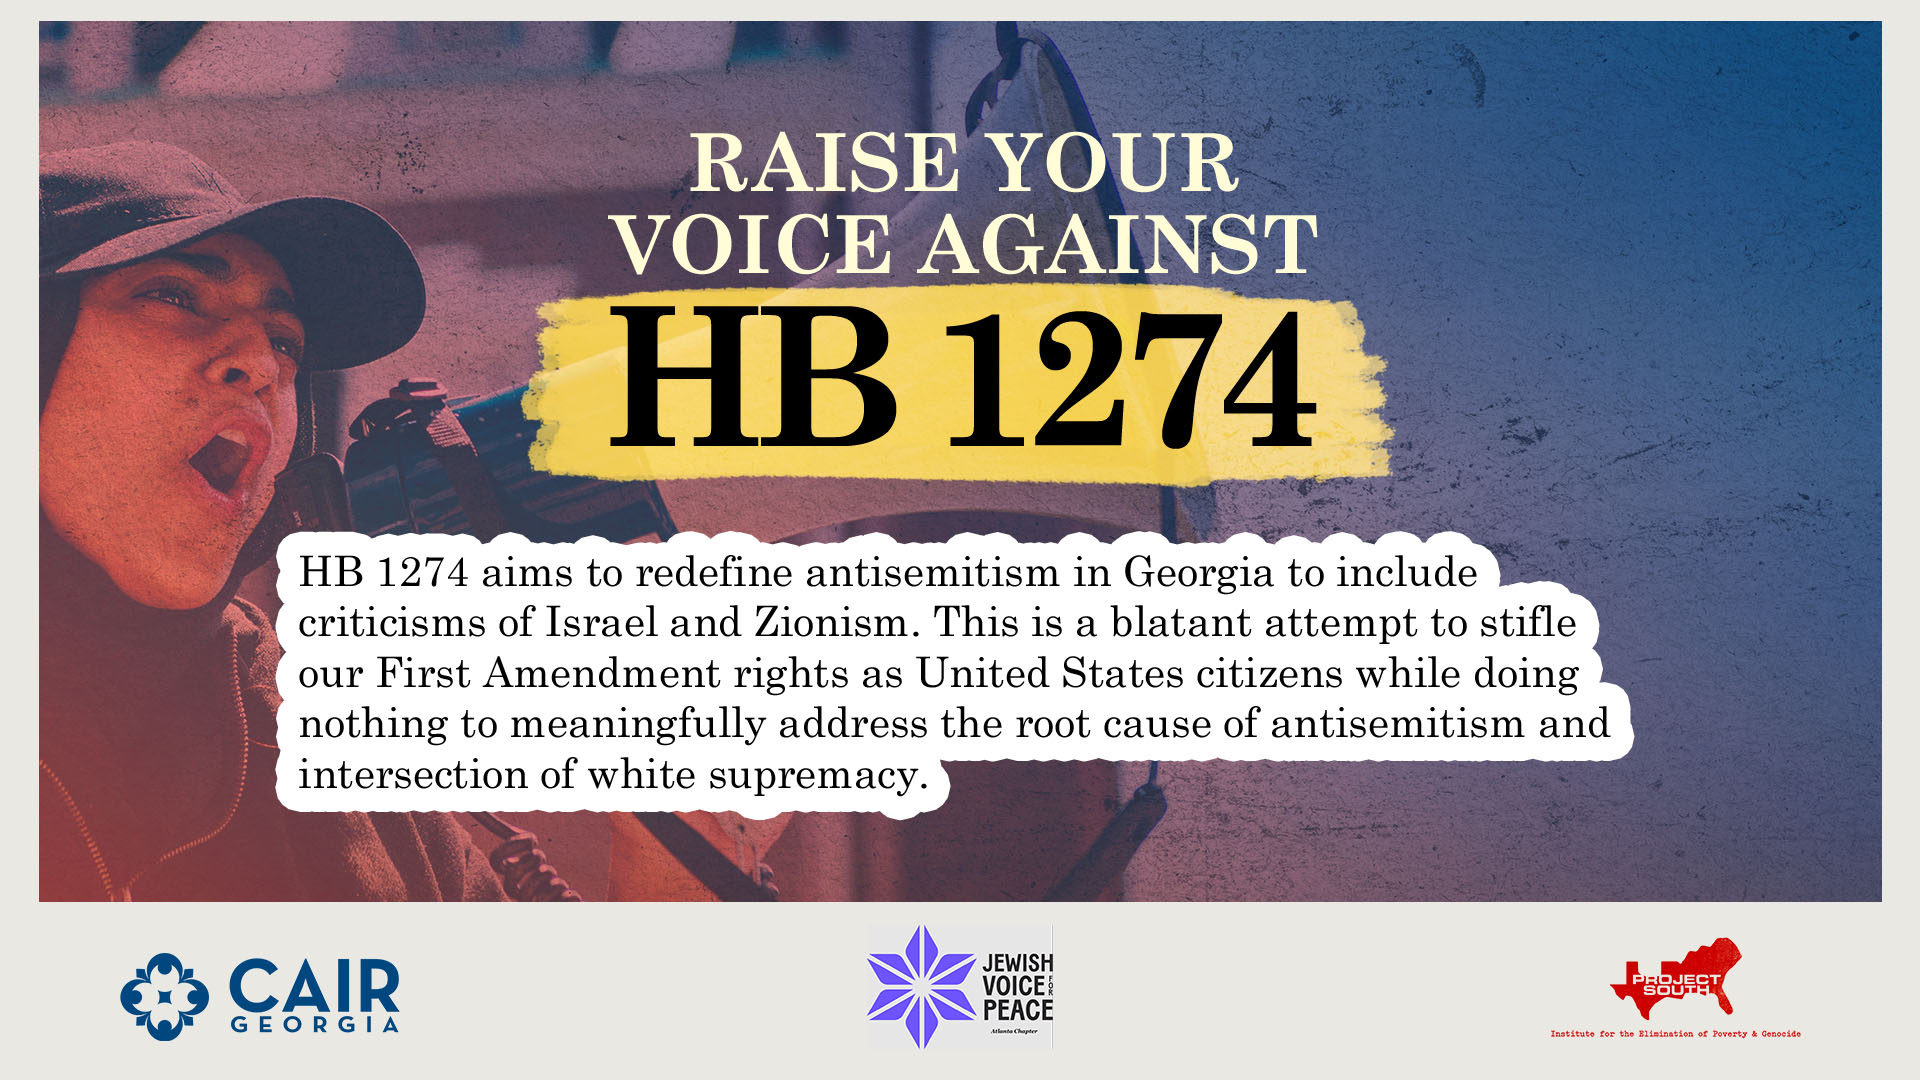 RAISE YOUR
VOICE AGAINST
HB 1274
HB 1274 aims to redefine antisemitism in Georgia to include
criticisms of Israel and Zionism. This is a blatant attempt to stifle
our First Amendment rights as United States citizens while doing
nothing to meaningfully address the root cause of antisemitism and
intersection of white supremacy.
CAIR
GEORGIA
JEWISH
VOICE FOR
PEACE
Atlanta Chapter
PROJECT
SOUTH
Institute for the Elimination of Poverty & Genocide